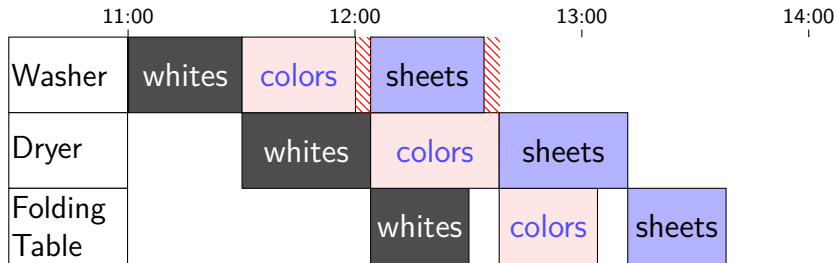 11:00 12:00 13:00 14:00
Washer whites colors sheets
Dryer whites colors sheets
Folding
Table
whites colors sheets